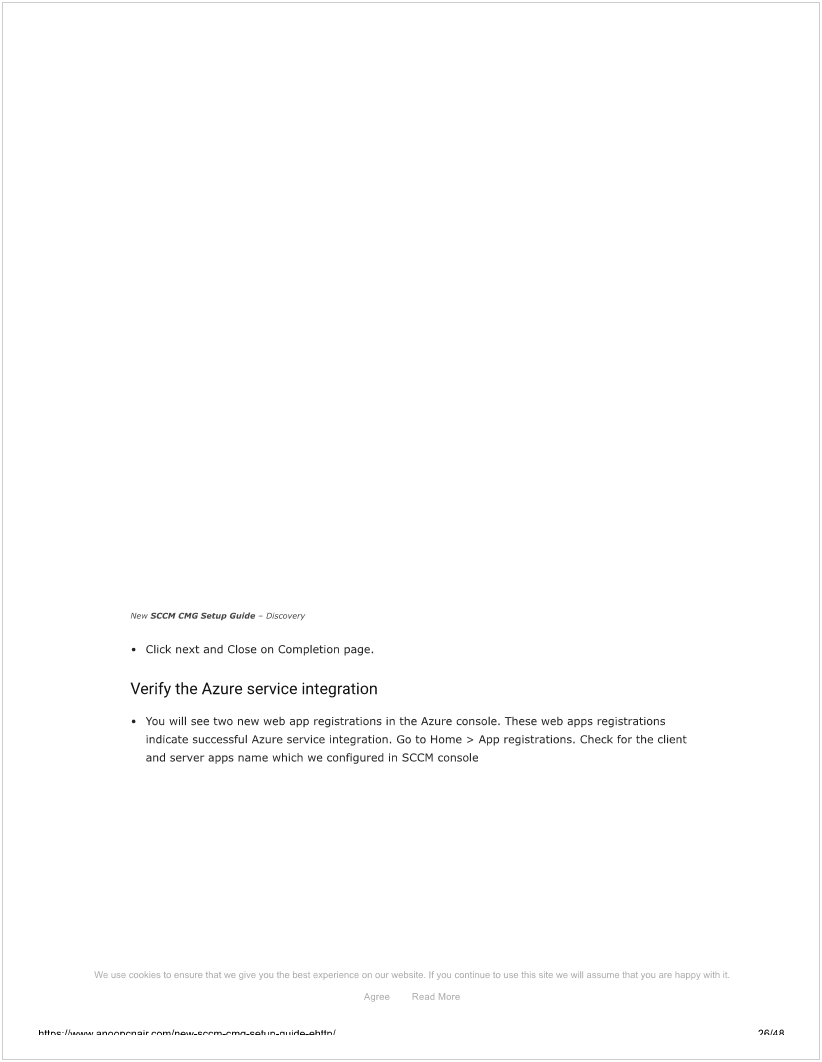 New SCCM CMG Setup Guide – Discovery
• Click next and Close on Completion page.
Verify the Azure service integration
• You will see two new web app registrations in the Azure console. These web apps registrations
indicate successful Azure service integration. Go to Home > App registrations. Check for the client
and server apps name which we configured in SCCM console
We use cookies to ensure that we give you the best experience on our website. If you continue to use this site we will assume that you are happy with it.
Agree Read More
https://www.anoopcnair.com/new-sccm-cmg-setup-guide-ehttp/ 26/48